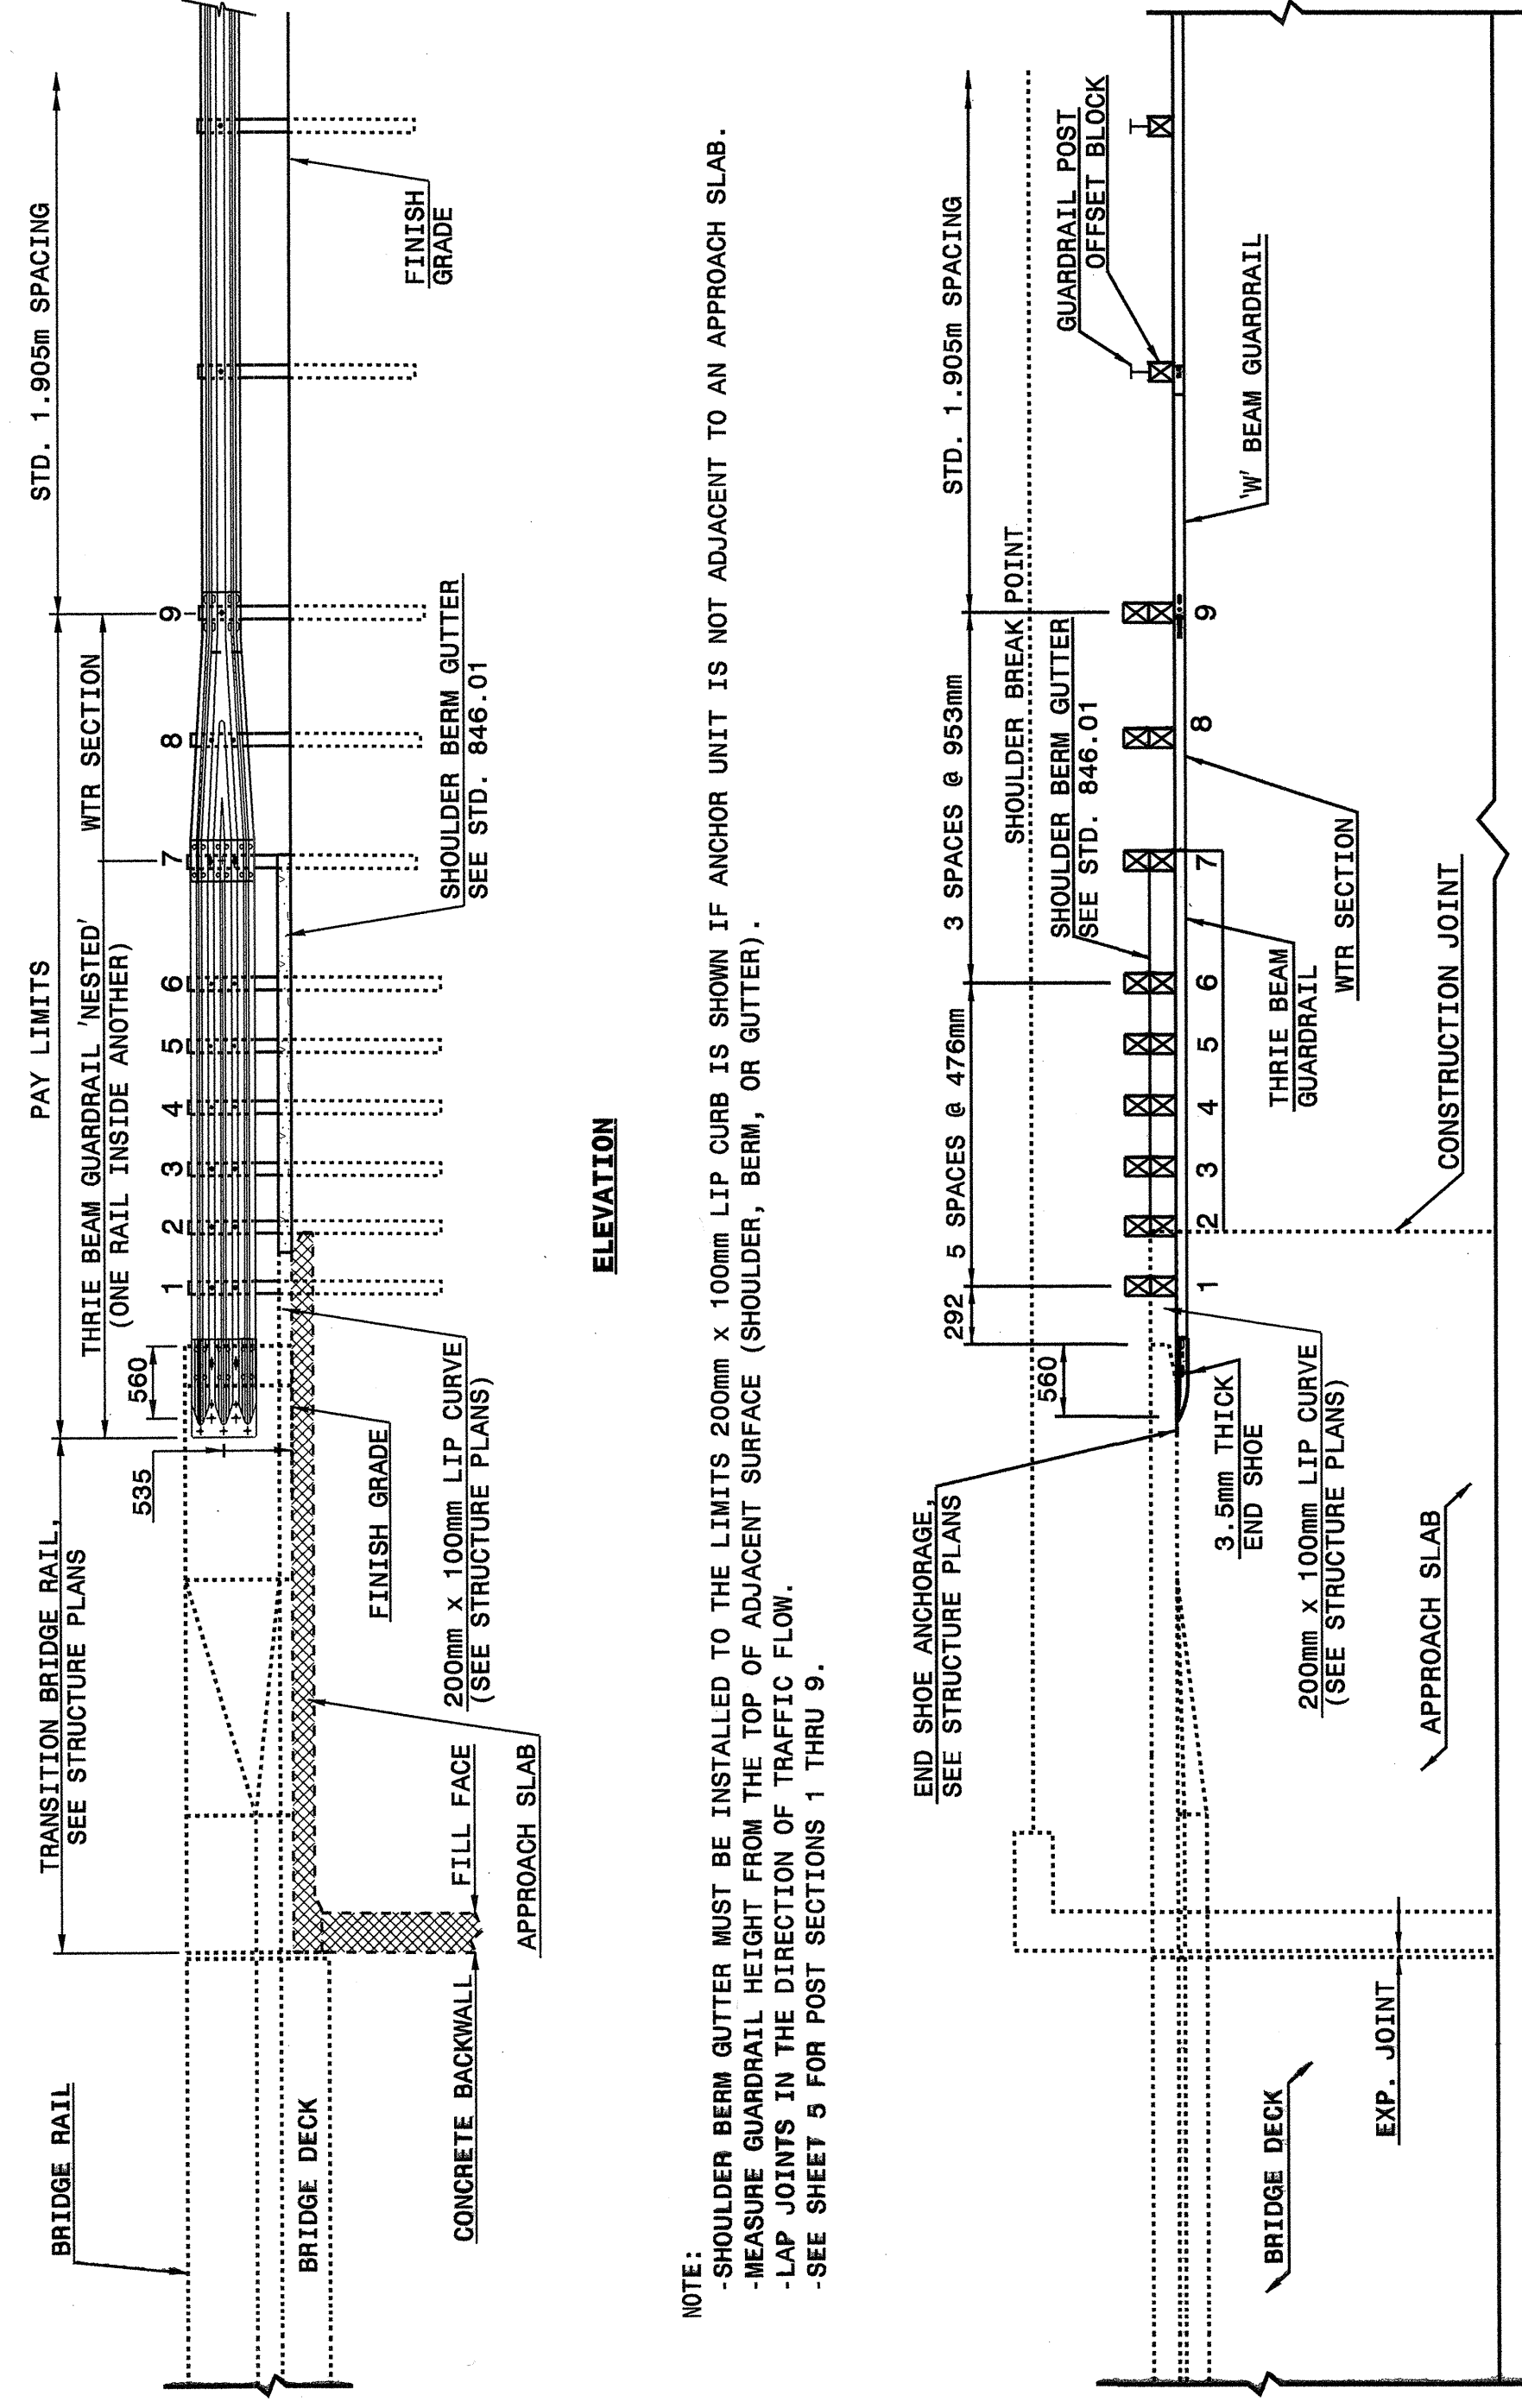 STD. 1.905m SPACING
PAY LIMITS
TRANSITION BRIDGE RAIL,
SEE STRUCTURE PLANS
BRIDGE RAIL
THRIE BEAM GUARDRAIL 'NESTED'
(ONE RAIL INSIDE ANOTHER)
WTR SECTION
560
535
1
2
3
4
5
6
7
8
9
FINISH
GRADE
SHOULDER BERM GUTTER
SEE STD. 846.01
FINISH GRADE
200mm x 100mm LIP CURVE
(SEE STRUCTURE PLANS)
FILL FACE
APPROACH SLAB
CONCRETE BACKWALL
BRIDGE DECK
ELEVATION
NOTE:
-SHOULDER BERM GUTTER MUST BE INSTALLED TO THE LIMITS 200mm x 100mm LIP CURB IS SHOWN IF ANCHOR UNIT IS NOT ADJACENT TO AN APPROACH SLAB.
-MEASURE GUARDRAIL HEIGHT FROM THE TOP OF ADJACENT SURFACE (SHOULDER, BERM, OR GUTTER).
-LAP JOINTS IN THE DIRECTION OF TRAFFIC FLOW.
-SEE SHEET 5 FOR POST SECTIONS 1 THRU 9.
292
5 SPACES @ 476mm
3 SPACES @ 953mm
STD. 1.905m SPACING
SHOULDER BREAK POINT
SHOULDER BERM GUTTER
SEE STD. 846.01
GUARDRAIL POST
OFFSET BLOCK
560
END SHOE ANCHORAGE,
SEE STRUCTURE PLANS
1
2
3
4
5
6
7
8
9
3.5mm THICK
END SHOE
THRIE BEAM
GUARDRAIL
WTR SECTION
'W' BEAM GUARDRAIL
200mm x 100mm LIP CURVE
(SEE STRUCTURE PLANS)
CONSTRUCTION JOINT
APPROACH SLAB
BRIDGE DECK
EXP. JOINT